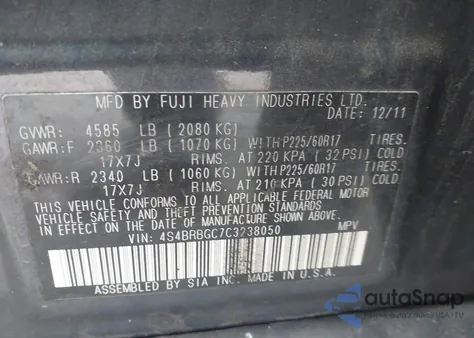 MFD BY FUJI HEAVY INDUSTRIES LTD.
DATE: 12/11
GVWR: 4585 LB (2080 KG)
GAWR:F 2360 LB (1070 KG) WITH P225/60R17 TIRES.
17X7J RIMS. AT 220 KPA (32 PSI) COLD
GAWR:R 2340 LB (1060 KG) WITH P225/60R17 TIRES.
17X7J RIMS. AT 210 KPA (30 PSI) COLD
THIS VEHICLE CONFORMS TO ALL APPLICABLE FEDERAL MOTOR
VEHICLE SAFETY AND THEFT PREVENTION STANDARDS
IN EFFECT ON THE DATE OF MANUFACTURE SHOWN ABOVE.
VIN: 4S4BRBGC7C3238050 MPV
ASSEMBLED BY SIA INC. MADE IN U.S.A.
autoSnap